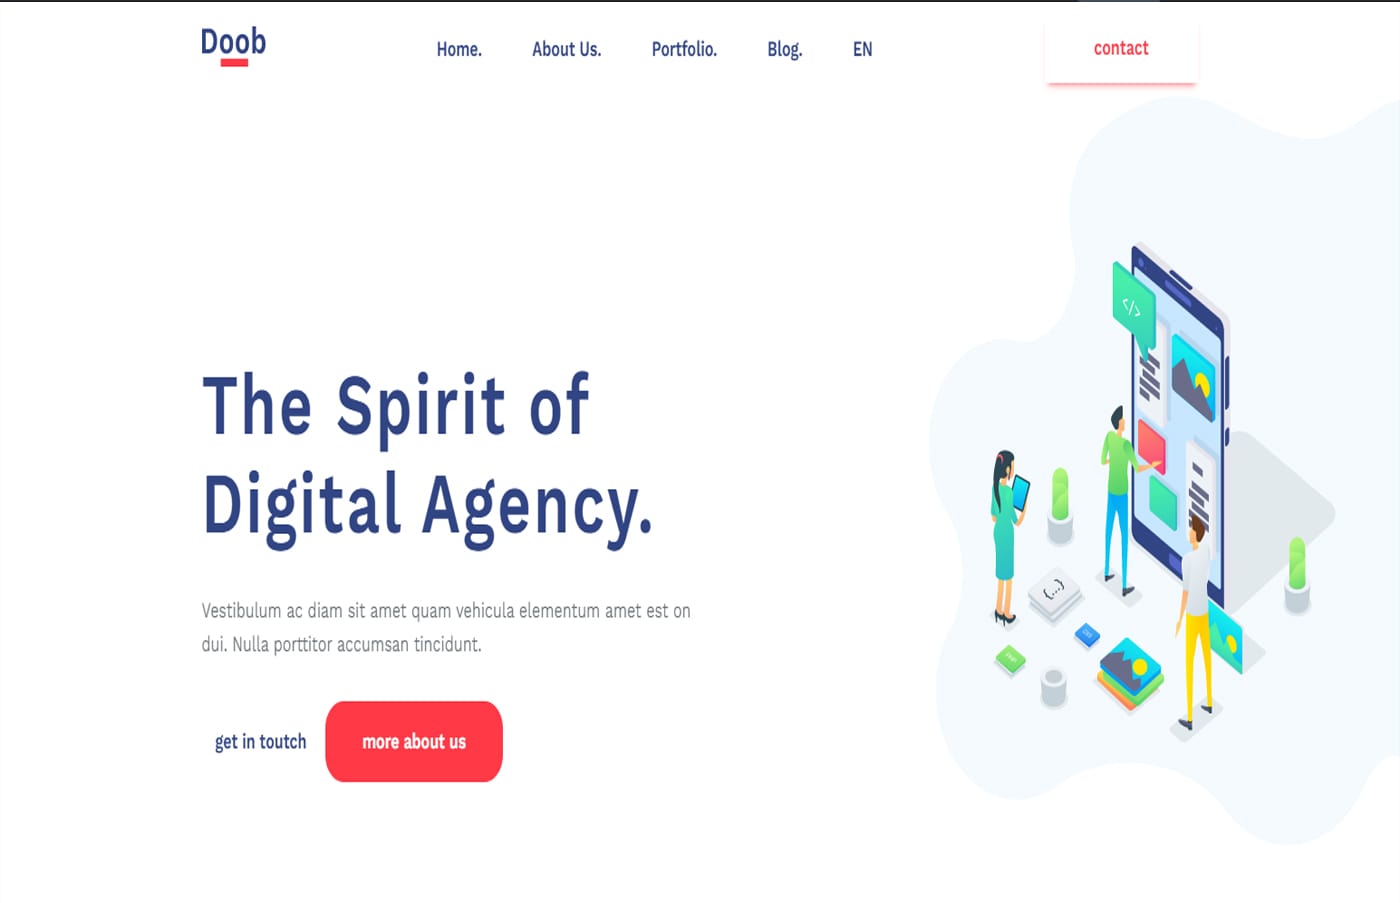 Doob
Home.
About Us.
Portfolio.
Blog.
EN
contact
</>
The Spirit of
Digital Agency.
Vestibulum ac diam sit amet quam vehicula elementum amet est on
dui. Nulla porttitor accumsan tincidunt.
get in toutch
more about us
{...}